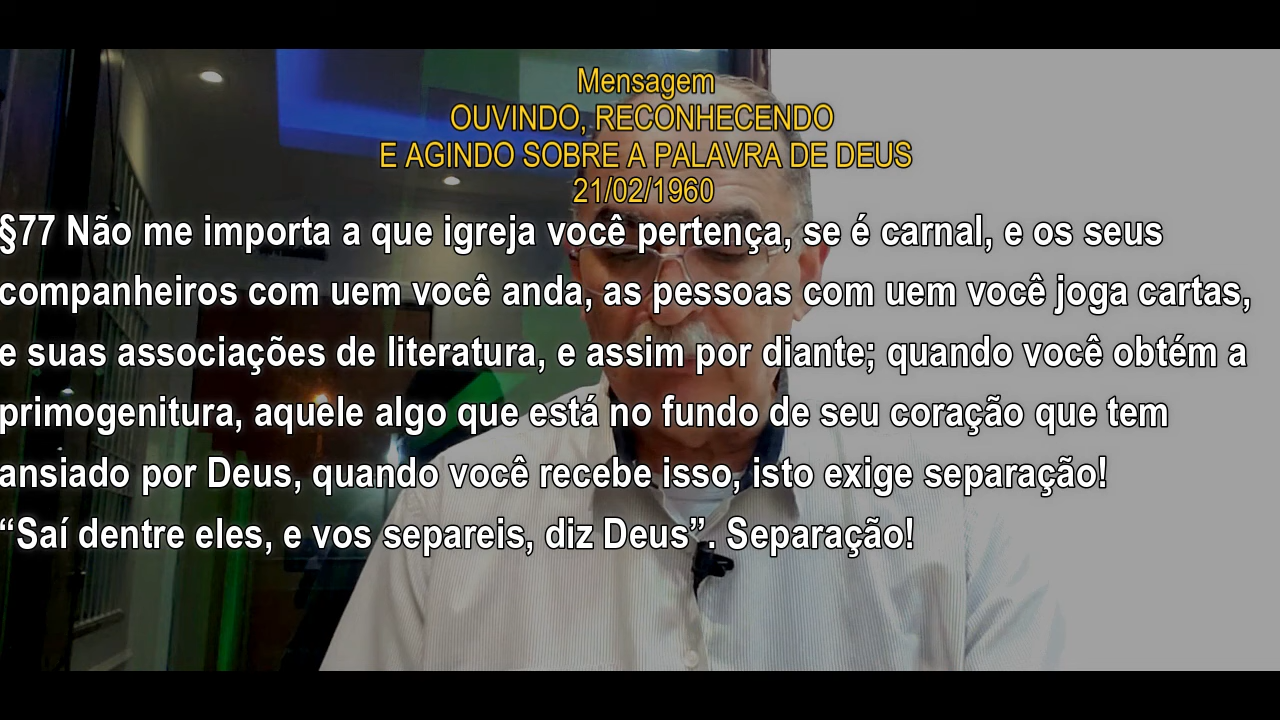 Mensagem
OUVINDO, RECONHECENDO
E AGINDO SOBRE A PALAVRA DE DEUS
21/02/1960
§77 Não me importa a que igreja você pertença, se é carnal, e os seus
companheiros com uem você anda, as pessoas com uem você joga cartas,
e suas associações de literatura, e assim por diante; quando você obtém a
primogenitura, aquele algo que está no fundo de seu coração que tem
ansiado por Deus, quando você recebe isso, isto exige separação!
“Saí dentre eles, e vos separeis, diz Deus”. Separação!